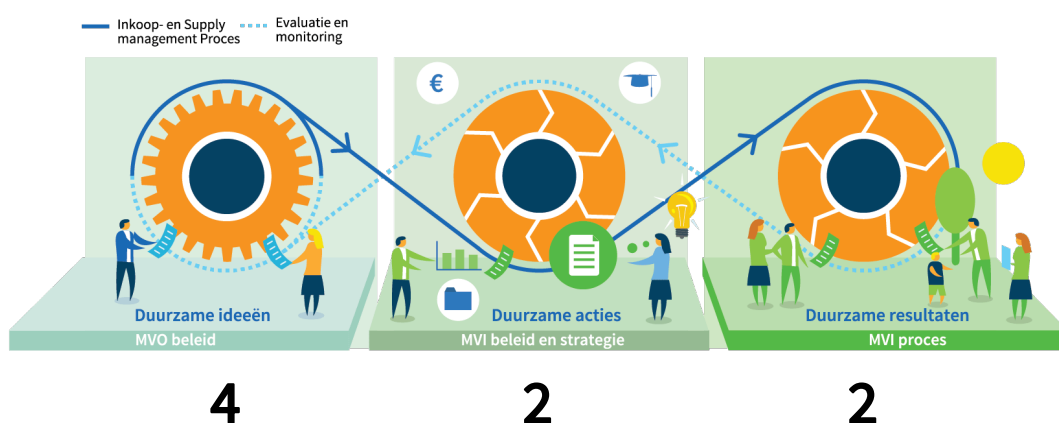 Inkoop- en Supply
management Proces
Evaluatie en
monitoring
€
Duurzame ideeën
MVO beleid
Duurzame acties
MVI beleid en strategie
Duurzame resultaten
MVI proces
4
2
2